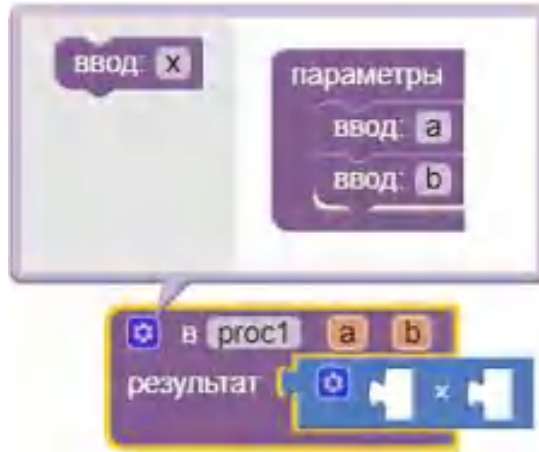 ввод: x
параметры
ввод: a
ввод: b
в proc1 a b
результат ×